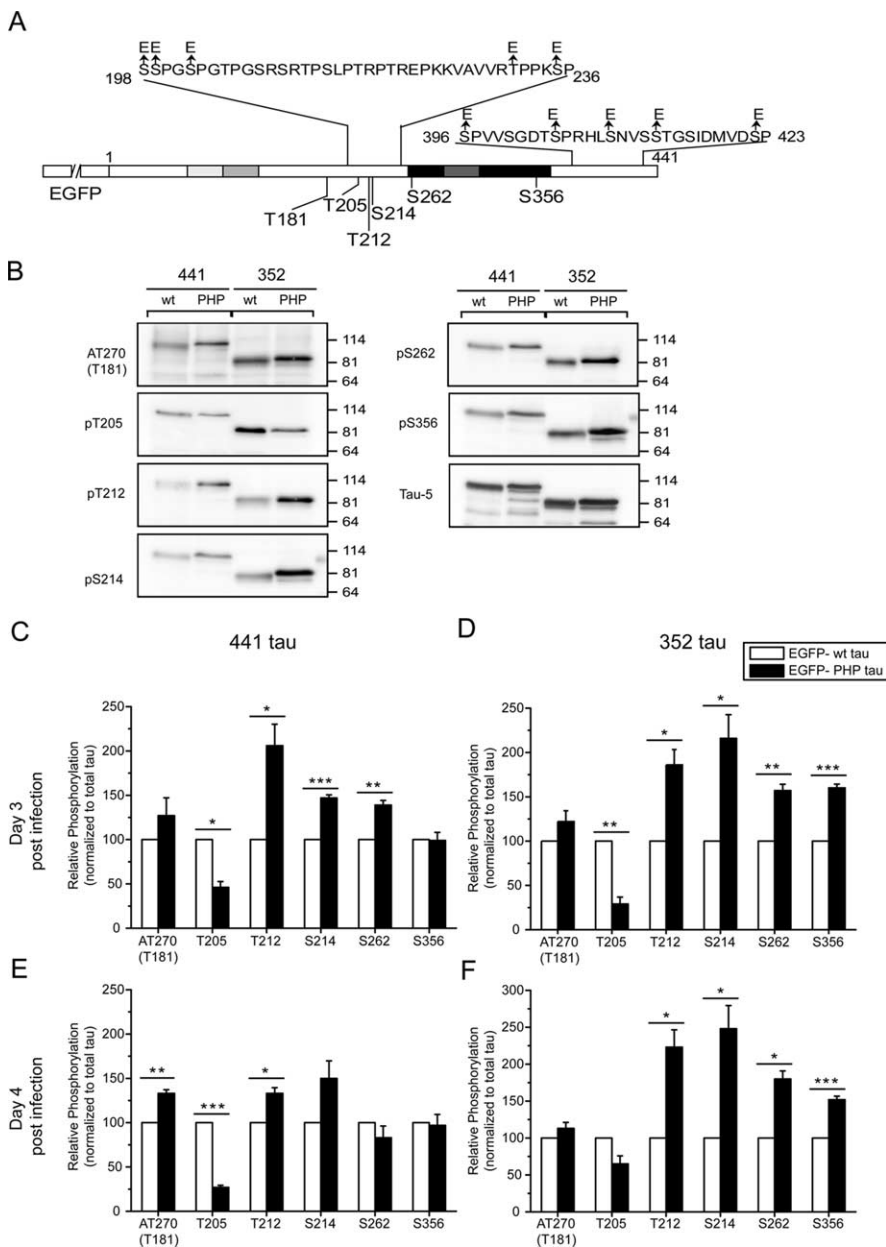 A
E E E E E
198 SSPGSPGTPGSRSRTPSLPTRPTREPKKVAVVRTPPKSP 236
E E E E E
396 SPVVSGDTSPRHLSNVSSTGSIDMVDSP 423
1 441
EGFP
T181 T205 T212 S214 S262 S356
B
441 352
wt PHP wt PHP
AT270
(T181)
114
81
64
pT205
114
81
64
pT212
114
81
64
pS214
114
81
64
441 352
wt PHP wt PHP
pS262
114
81
64
pS356
114
81
64
Tau-5
114
81
64
C
441 tau
D
352 tau
EGFP- wt tau
EGFP- PHP tau
Day 3
post infection
Relative Phosphorylation
(normalized to total tau)
250
200
150
100
50
0
* * *** **
AT270 T205 T212 S214 S262 S356
(T181)
Relative Phosphorylation
(normalized to total tau)
250
200
150
100
50
0
** * * ** ***
AT270 T205 T212 S214 S262 S356
(T181)
E
Day 4
post infection
Relative Phosphorylation
(normalized to total tau)
250
200
150
100
50
0
** *** *
AT270 T205 T212 S214 S262 S356
(T181)
F
Relative Phosphorylation
(normalized to total tau)
300
250
200
150
100
50
0
* * * ***
AT270 T205 T212 S214 S262 S356
(T181)